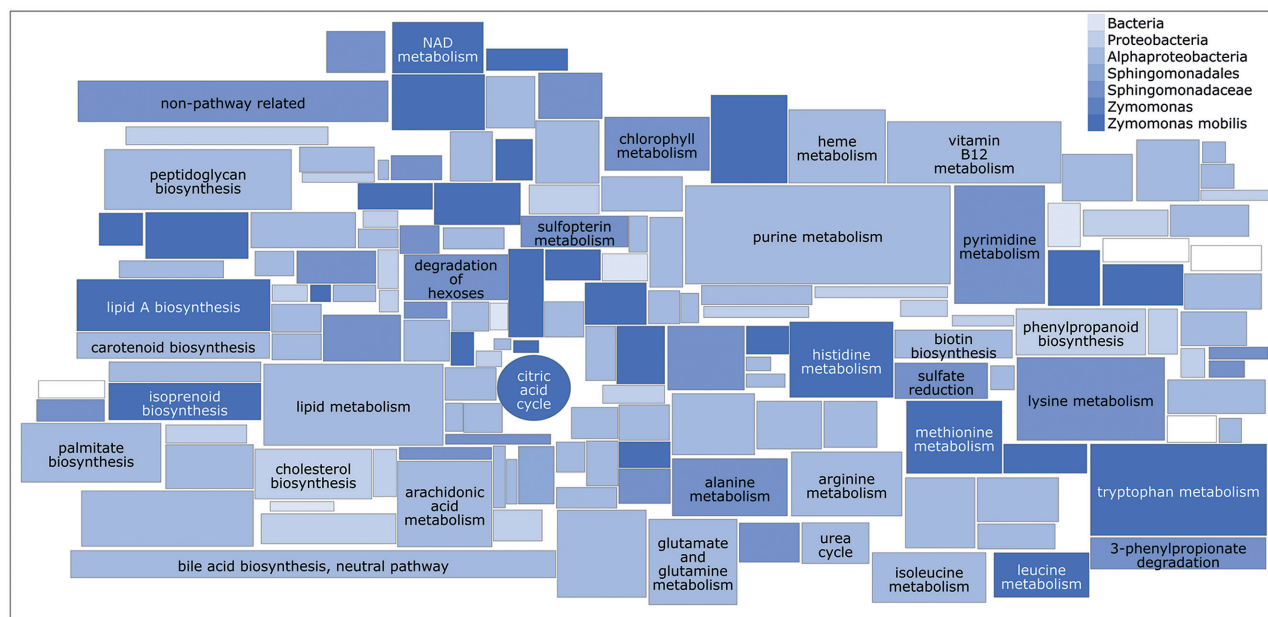 NAD
metabolism
Bacteria
Proteobacteria
Alphaproteobacteria
Sphingomonadales
Sphingomonadaceae
Zymomonas
Zymomonas mobilis
non-pathway related
chlorophyll
metabolism
heme
metabolism
vitamin
B12
metabolism
peptidoglycan
biosynthesis
sulfopterin
metabolism
purine metabolism
pyrimidine
metabolism
degradation
of
hexoses
lipid A biosynthesis
carotenoid biosynthesis
histidine
metabolism
biotin
biosynthesis
phenylpropanoid
biosynthesis
citric
acid
cycle
isoprenoid
biosynthesis
lipid metabolism
sulfate
reduction
lysine metabolism
palmitate
biosynthesis
methionine
metabolism
cholesterol
biosynthesis
arachidonic
acid
metabolism
alanine
metabolism
arginine
metabolism
tryptophan metabolism
bile acid biosynthesis, neutral pathway
glutamate and
glutamine
metabolism
urea
cycle
isoleucine
metabolism
leucine
metabolism
3-phenylpropionate
degradation